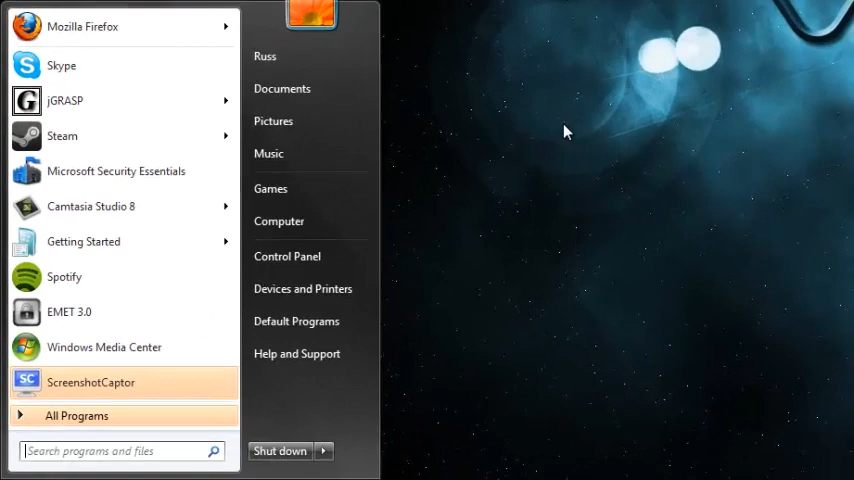 Mozilla Firefox
Skype
jGRASP
Steam
Microsoft Security Essentials
Camtasia Studio 8
Getting Started
Spotify
EMET 3.0
Windows Media Center
SC
ScreenshotCaptor
All Programs
Search programs and files
Russ
Documents
Pictures
Music
Games
Computer
Control Panel
Devices and Printers
Default Programs
Help and Support
Shut down